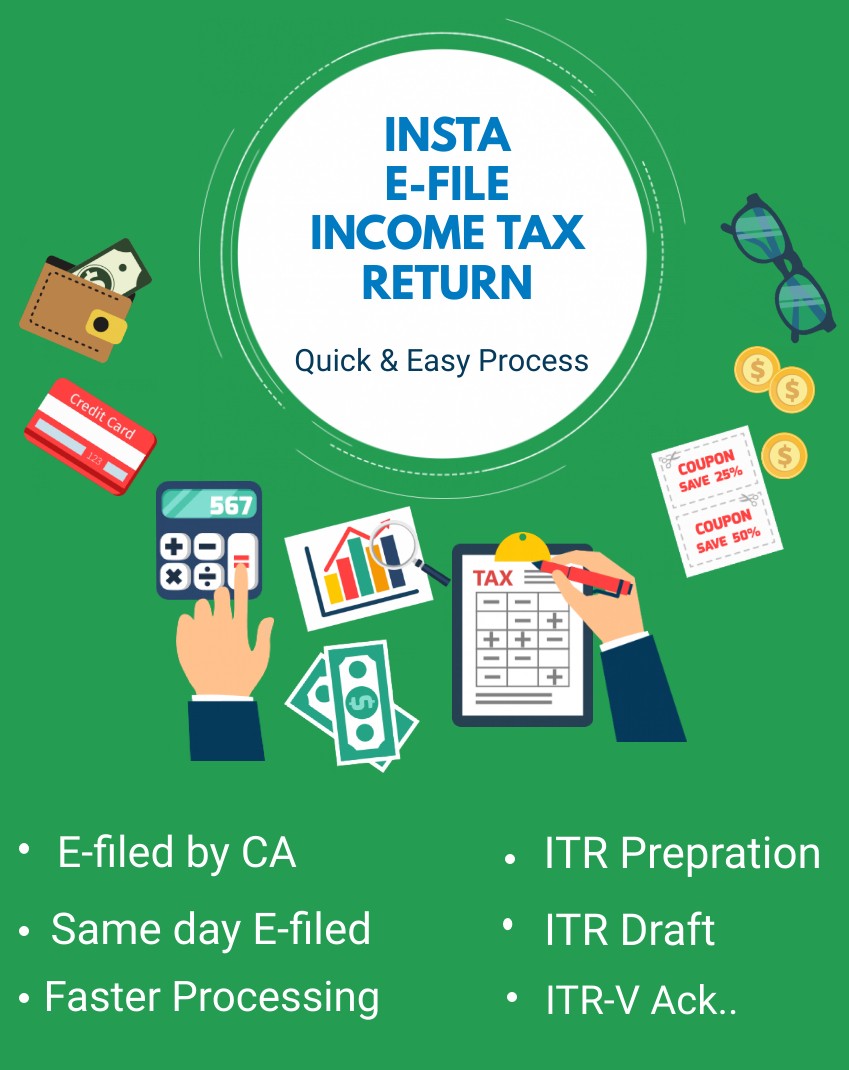 INSTA
E-FILE
INCOME TAX
RETURN
Quick & Easy Process
Credit Card
123
567
COUPON
SAVE 25%
COUPON
SAVE 50%
TAX
• E-filed by CA
• Same day E-filed
• Faster Processing
• ITR Prepration
• ITR Draft
• ITR-V Ack..